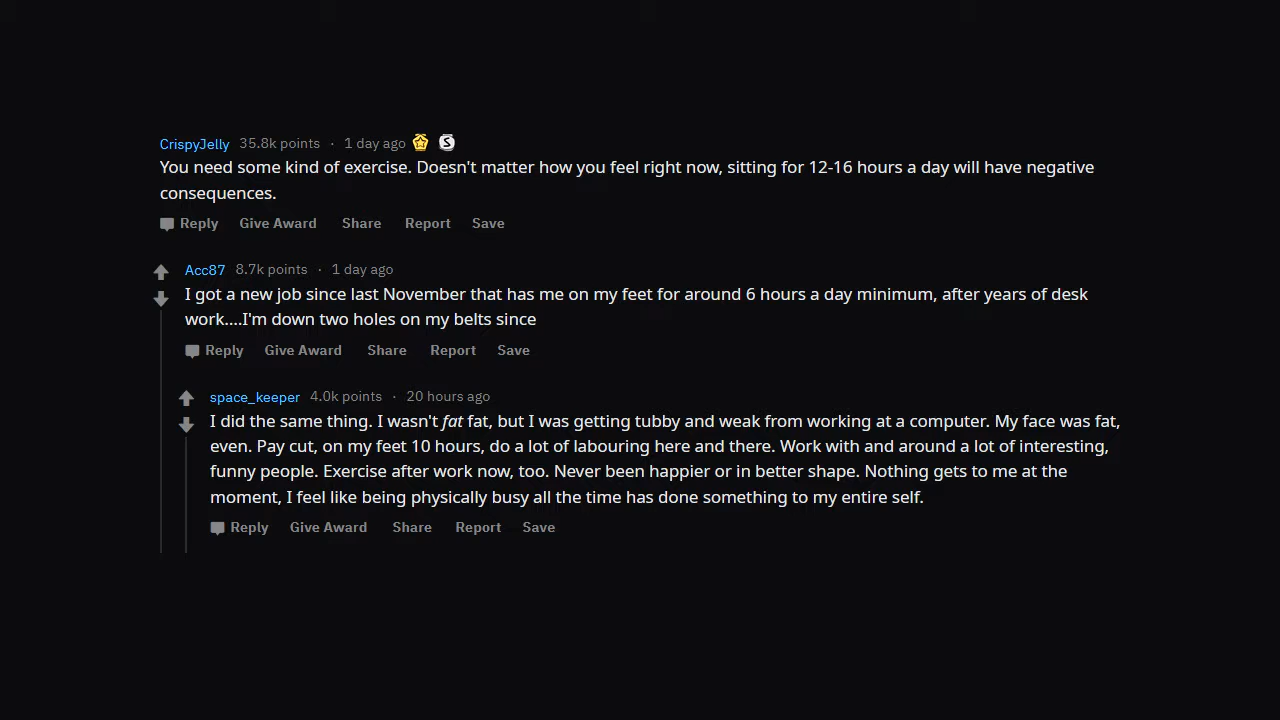 CrispyJelly 35.8k points · 1 day ago
You need some kind of exercise. Doesn't matter how you feel right now, sitting for 12-16 hours a day will have negative
consequences.
Reply Give Award Share Report Save
Acc87 8.7k points · 1 day ago
I got a new job since last November that has me on my feet for around 6 hours a day minimum, after years of desk
work....I'm down two holes on my belts since
Reply Give Award Share Report Save
space_keeper 4.0k points · 20 hours ago
I did the same thing. I wasn't fat fat, but I was getting tubby and weak from working at a computer. My face was fat,
even. Pay cut, on my feet 10 hours, do a lot of labouring here and there. Work with and around a lot of interesting,
funny people. Exercise after work now, too. Never been happier or in better shape. Nothing gets to me at the
moment, I feel like being physically busy all the time has done something to my entire self.
Reply Give Award Share Report Save